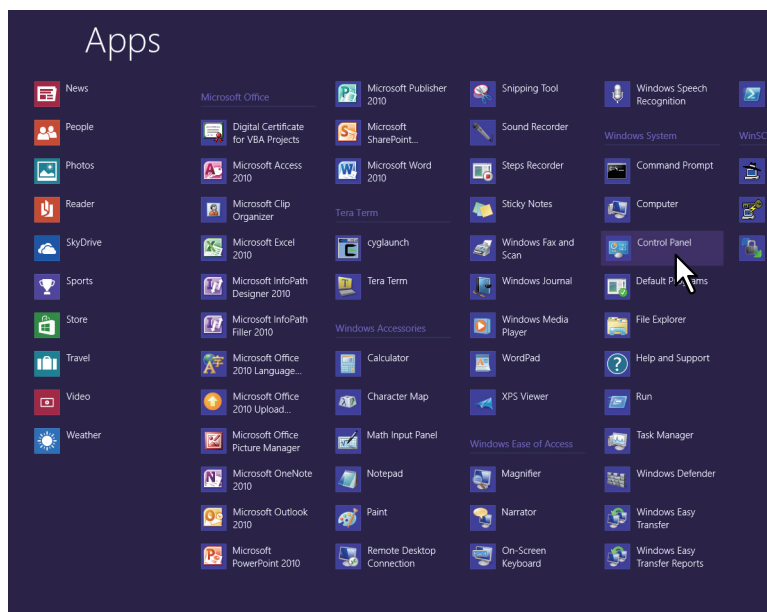 Apps
News
People
Photos
Reader
SkyDrive
Sports
Store
Travel
Video
Weather
Microsoft Office
Digital Certificate
for VBA Projects
Microsoft Access
2010
Microsoft Clip
Organizer
Microsoft Excel
2010
Microsoft InfoPath
Designer 2010
Microsoft InfoPath
Filler 2010
Microsoft Office
2010 Language...
Microsoft Office
2010 Upload...
Microsoft Office
Picture Manager
Microsoft OneNote
2010
Microsoft Outlook
2010
Microsoft
PowerPoint 2010
Microsoft Publisher
2010
Microsoft
SharePoint...
Microsoft Word
2010
Tera Term
cyglaunch
Tera Term
Windows Accessories
Calculator
Character Map
Math Input Panel
Notepad
Paint
Remote Desktop
Connection
Snipping Tool
Sound Recorder
Steps Recorder
Sticky Notes
Windows Fax and
Scan
Windows Journal
Windows Media
Player
WordPad
XPS Viewer
Windows Ease of Access
Magnifier
Narrator
On-Screen
Keyboard
Windows Speech
Recognition
Windows System
Command Prompt
Computer
Control Panel
Default Programs
File Explorer
Help and Support
Run
Task Manager
Windows Defender
Windows Easy
Transfer
Windows Easy
Transfer Reports
WinSC